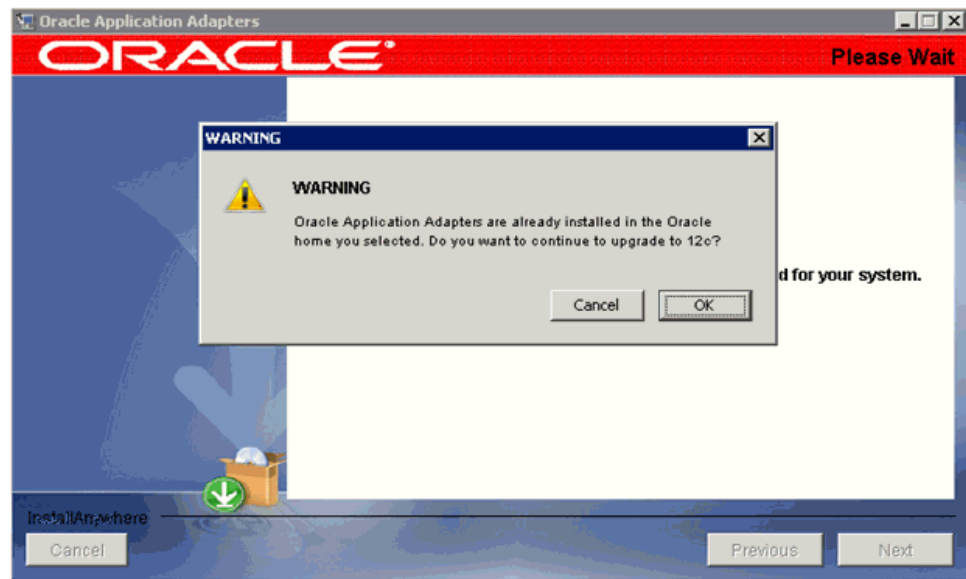 Oracle Application Adapters
ORACLE
Please Wait
WARNING
WARNING
Oracle Application Adapters are already installed in the Oracle
home you selected. Do you want to continue to upgrade to 12c?
Cancel OK
d for your system.
InstallAnywhere
Cancel Previous Next